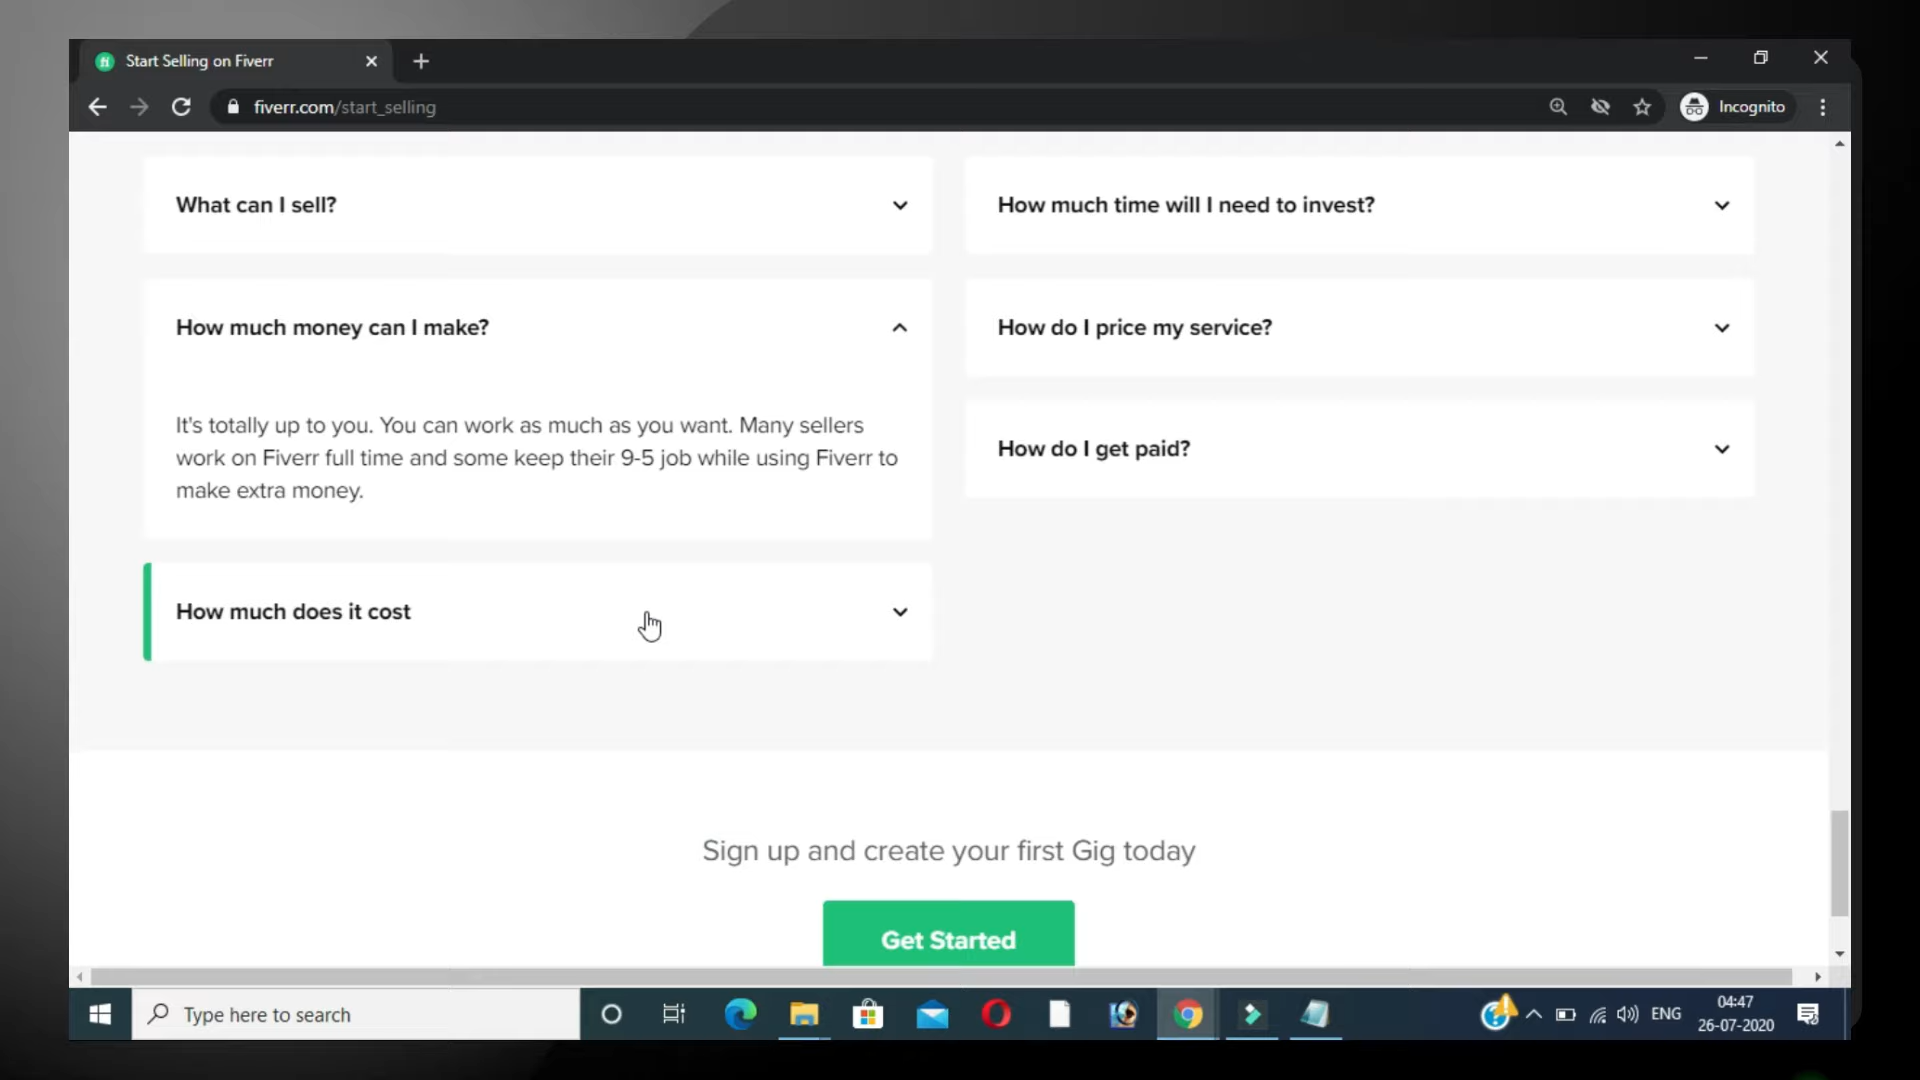 Start Selling on Fiverr
fiverr.com/start_selling
Incognito
What can I sell?
How much time will I need to invest?
How much money can I make?
How do I price my service?
It's totally up to you. You can work as much as you want. Many sellers
work on Fiverr full time and some keep their 9-5 job while using Fiverr to
make extra money.
How do I get paid?
How much does it cost
Sign up and create your first Gig today
Get Started
Type here to search
ENG
04:47
26-07-2020